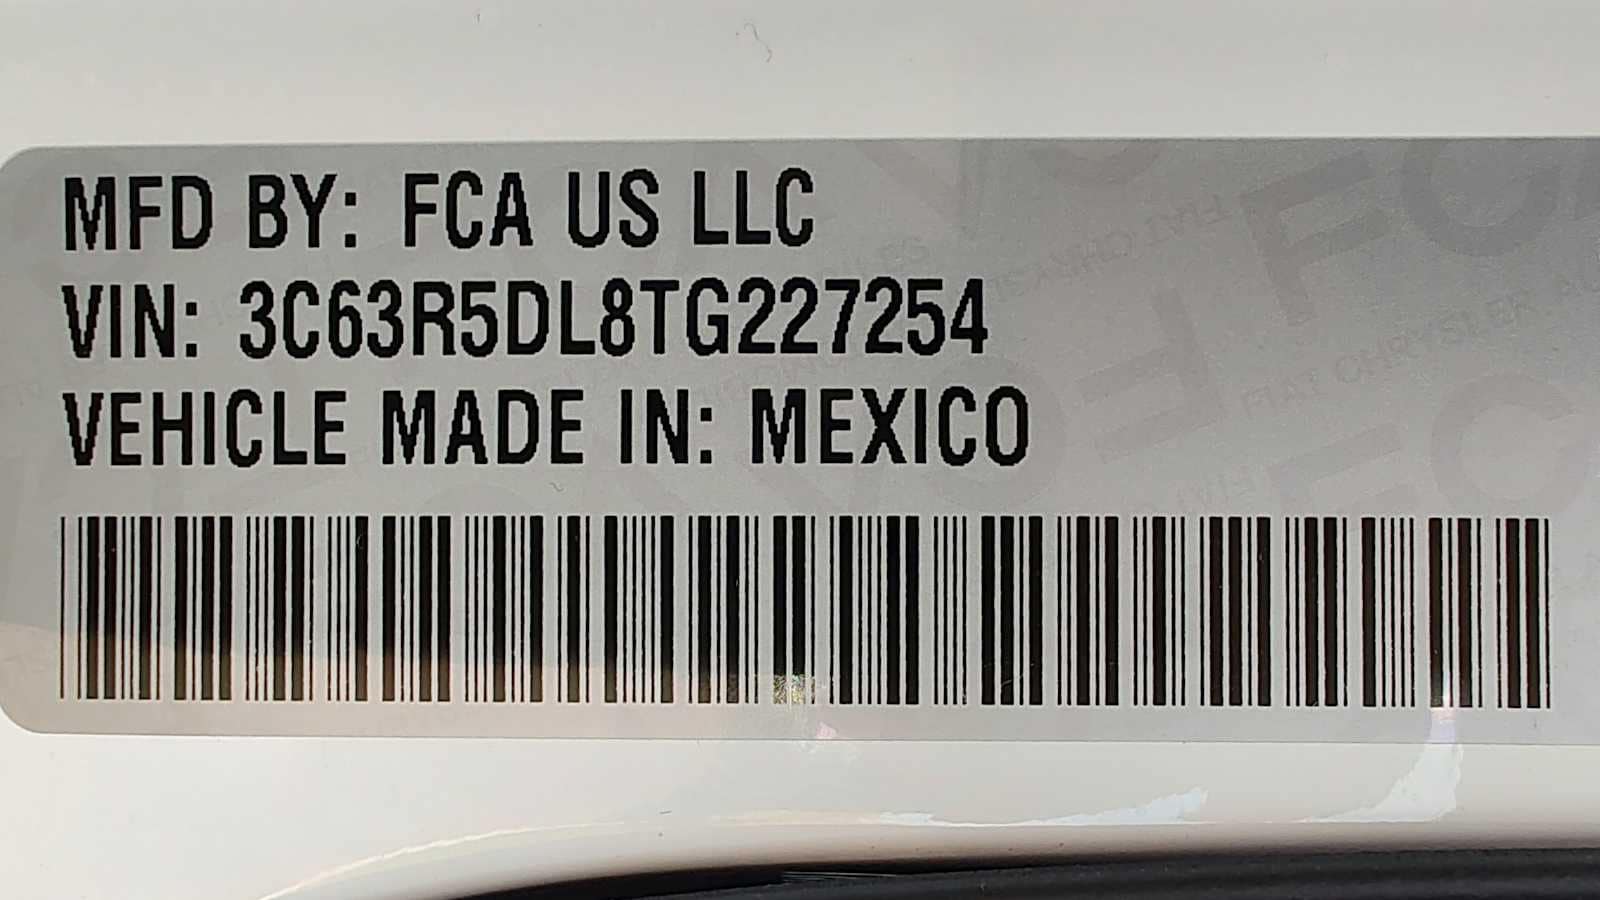 MFD BY: FCA US LLC
VIN: 3C63R5DL8TG227254
VEHICLE MADE IN: MEXICO